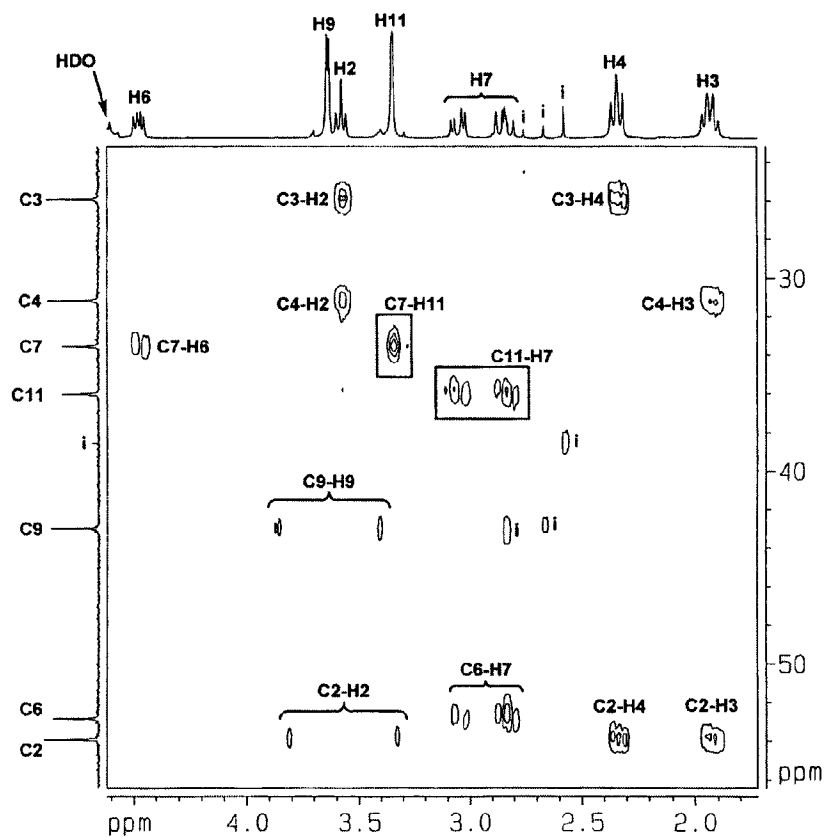 H9
H11
HDO
H2
H4
H6
H7
H3
i
i
i
C3
C3-H2
C3-H4
30
C4
C4-H2
C7-H11
C4-H3
C7
C7-H6
C11-H7
C11
i
i
40
C9-H9
C9
i
i
50
C6-H7
C2-H2
C2-H4
C2-H3
C6
C2
ppm
ppm
4.0
3.5
3.0
2.5
2.0